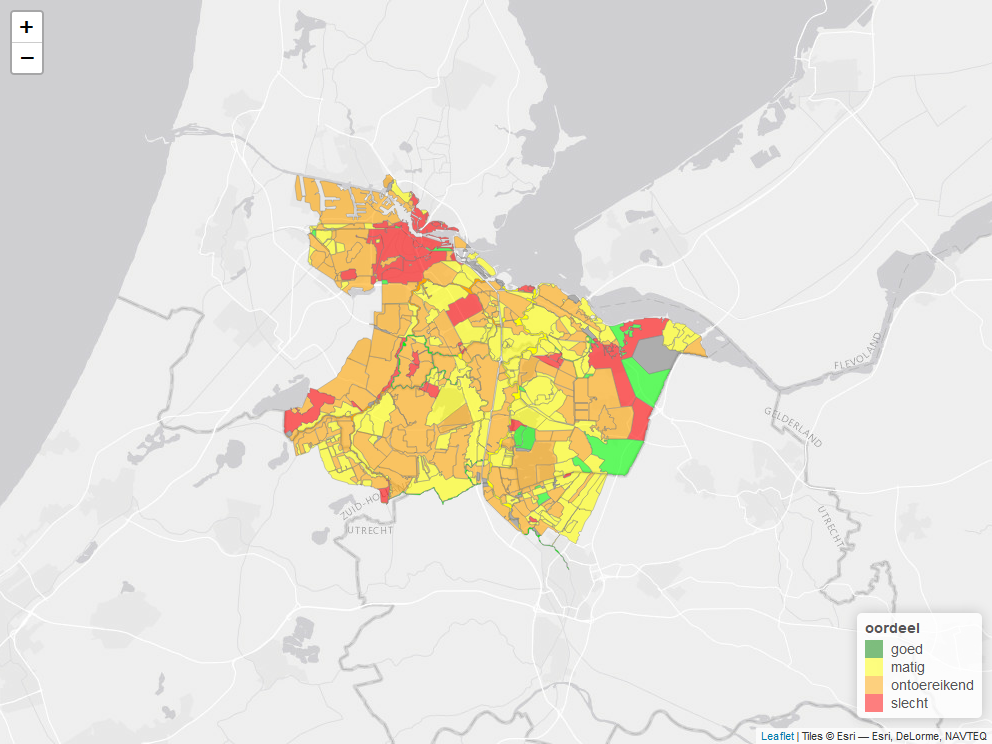 +
−
FLEVOLAND
GELDERLAND
ZUID-HO
UTRECHT
UTRECHT
oordeel
goed
matig
ontoereikend
slecht
Leaflet | Tiles © Esri — Esri, DeLorme, NAVTEQ